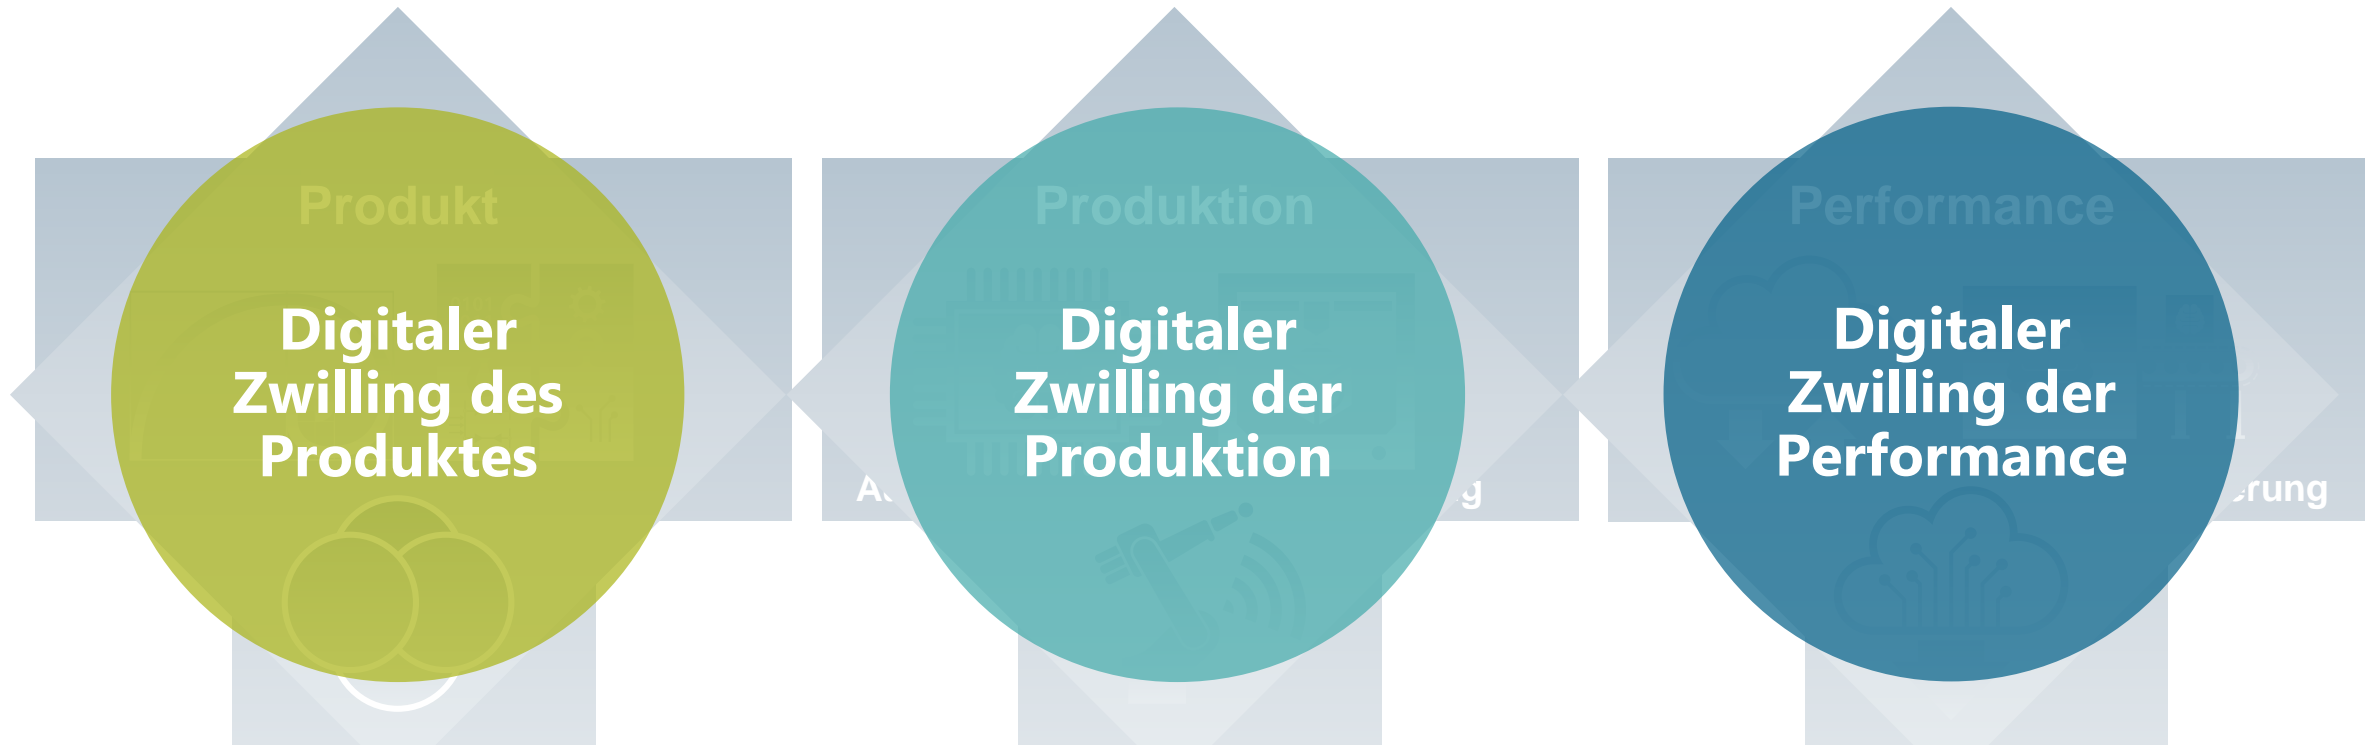 Produkt
Digitaler
Zwilling des
Produktes
Produktion
Digitaler
Zwilling der
Produktion
Performance
Digitaler
Zwilling der
Performance